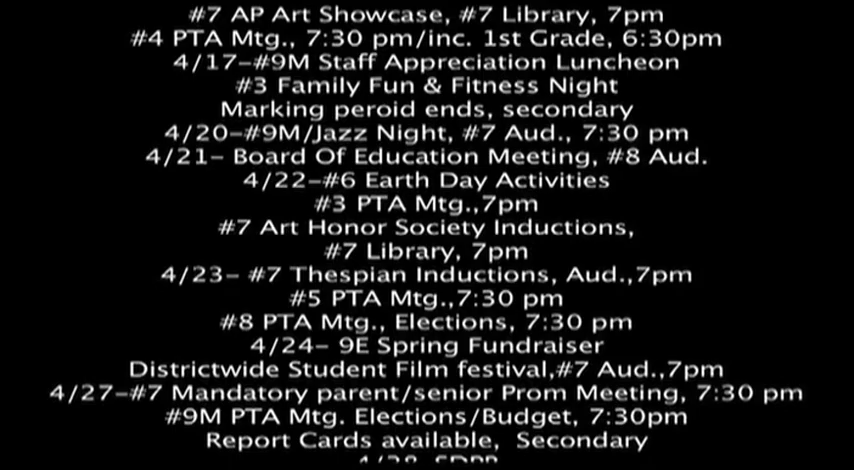 #7 AP Art Showcase, #7 Library, 7pm
#4 PTA Mtg., 7:30 pm/inc. 1st Grade, 6:30pm
4/17-#9M Staff Appreciation Luncheon
#3 Family Fun & Fitness Night
Marking peroid ends, secondary
4/20-#9M/Jazz Night, #7 Aud., 7:30 pm
4/21- Board Of Education Meeting, #8 Aud.
4/22-#6 Earth Day Activities
#3 PTA Mtg.,7pm
#7 Art Honor Society Inductions,
#7 Library, 7pm
4/23- #7 Thespian Inductions, Aud.,7pm
#5 PTA Mtg.,7:30 pm
#8 PTA Mtg., Elections, 7:30 pm
4/24- 9E Spring Fundraiser
Districtwide Student Film festival,#7 Aud.,7pm
4/27-#7 Mandatory parent/senior Prom Meeting, 7:30 pm
#9M PTA Mtg. Elections/Budget, 7:30pm
Report Cards available,  Secondary